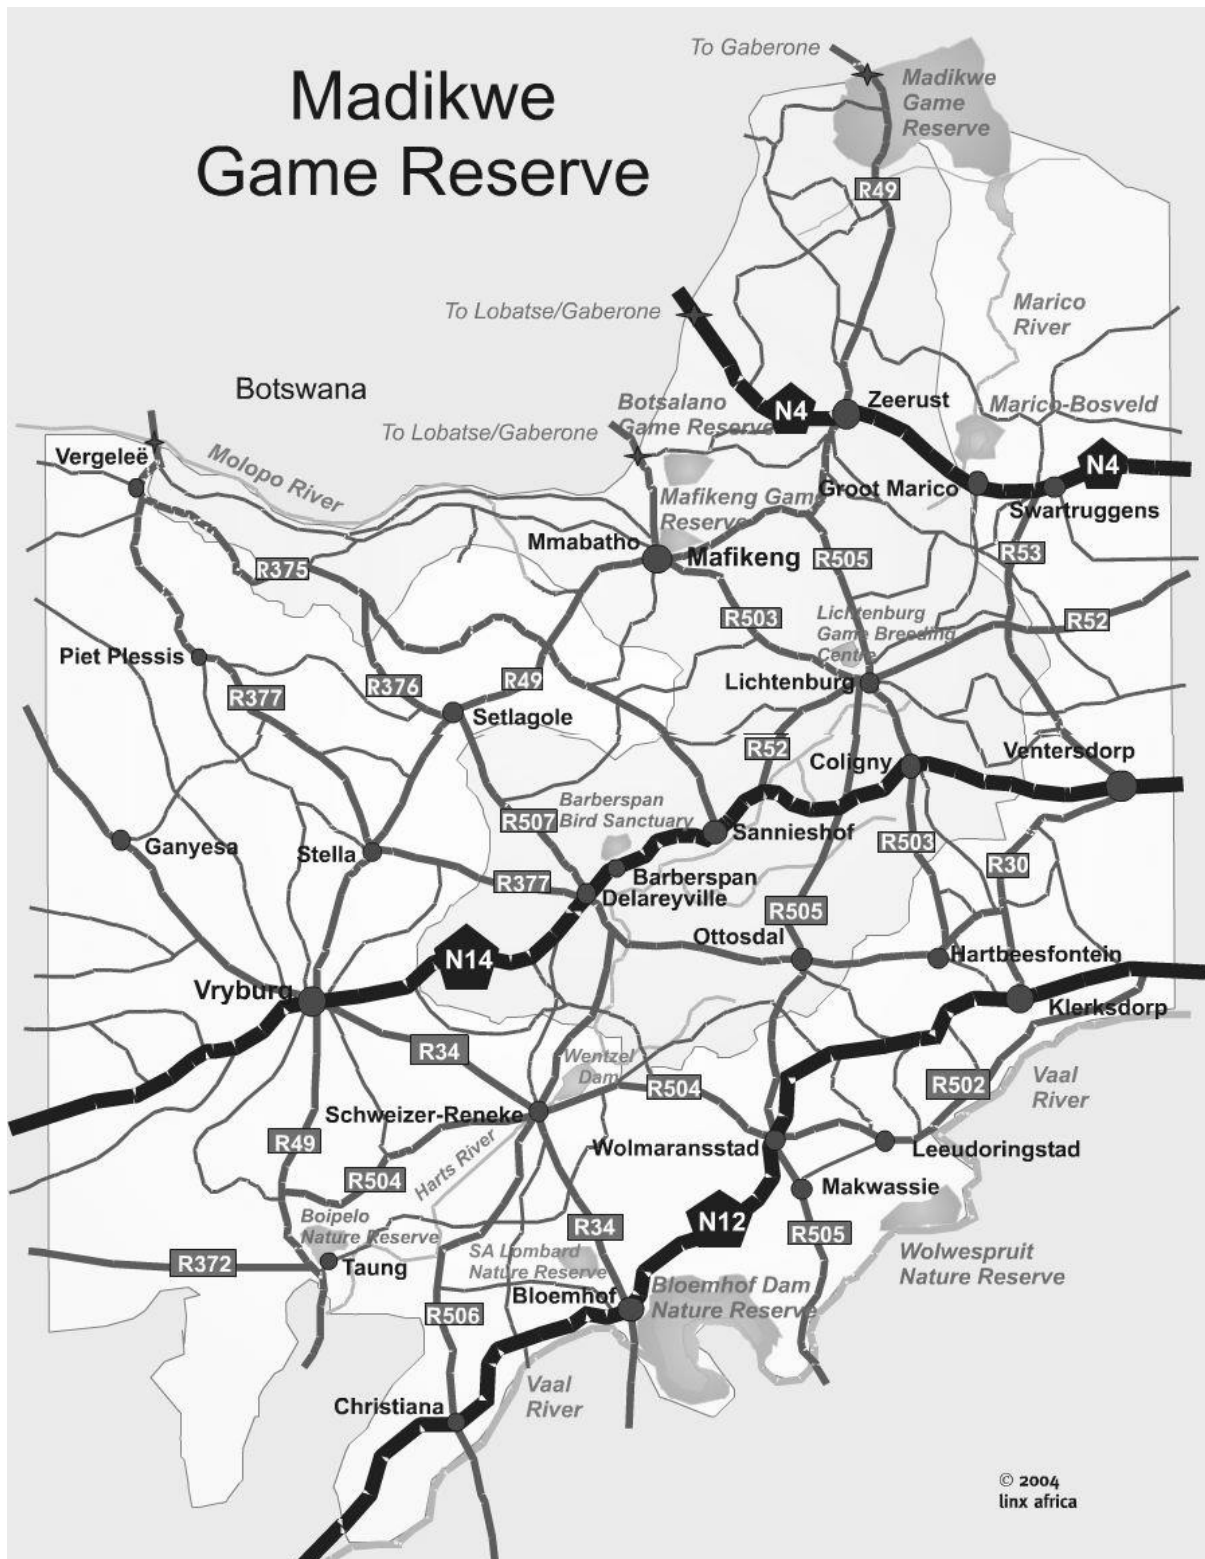 To Gaberone
Madikwe
Game Reserve
Madikwe
Game
Reserve
R49
To Lobatse/Gaberone
Marico
River
Botswana
N4
Zeerust
Botsalano
Game Reserve
Marico-Bosveld
To Lobatse/Gaberone
Vergeleë
Molopo River
N4
Groot Marico
Mafikeng Game
Reserve
Swartruggens
Mmabatho
Mafikeng
R505
R53
R375
R503
Lichtenburg
Game Breeding
Centre
R52
Piet Plessis
R377
R376
R49
Lichtenburg
Setlagole
R52
Coligny
Ventersdorp
Barberspan
Bird Sanctuary
R507
Sannieshof
Ganyesa
Stella
R503
R30
R377
Barberspan
Delareyville
R505
Ottosdal
N14
Hartbeesfontein
Vryburg
Klerksdorp
R34
Wentzel
Dam
R504
R502
Vaal
River
Schweizer-Reneke
R49
Harts River
Wolmaransstad
Leeudoringstad
R504
Makwassie
Boipelo
Nature Reserve
R34
N12
R505
R372
Taung
SA Lombard
Nature Reserve
Wolwespruit
Nature Reserve
Bloemhof
Bloemhof Dam
Nature Reserve
R506
Christiana
Vaal
River
© 2004
linx africa